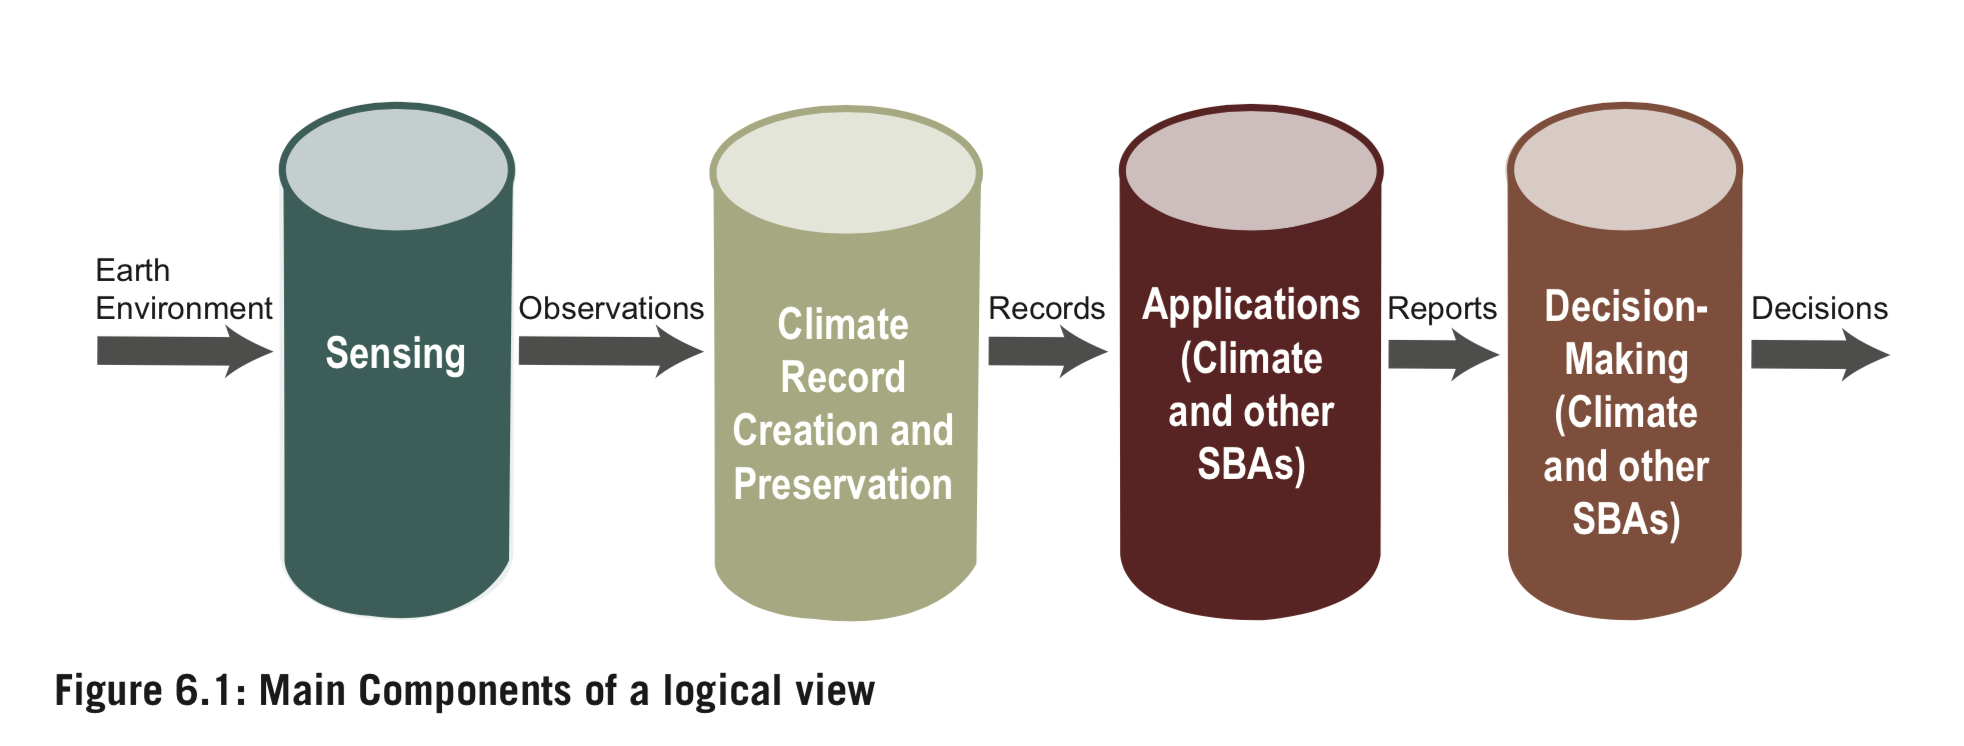 Earth
Environment
Sensing
Observations
Climate
Record
Creation and
Preservation
Records
Applications
(Climate
and other
SBAs)
Reports
Decision-
Making
(Climate
and other
SBAs)
Decisions
Figure 6.1: Main Components of a logical view